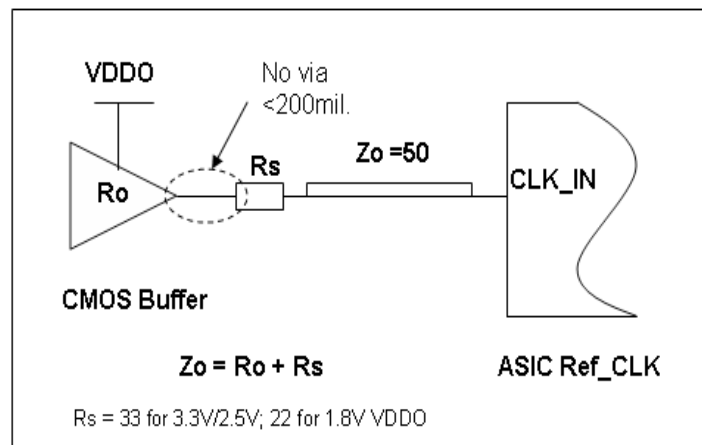 VDDO
No via
<200mil.
Ro
Rs
Zo =50
CLK_IN
CMOS Buffer
Zo = Ro + Rs
ASIC Ref_CLK
Rs = 33 for 3.3V/2.5V; 22 for 1.8V VDDO